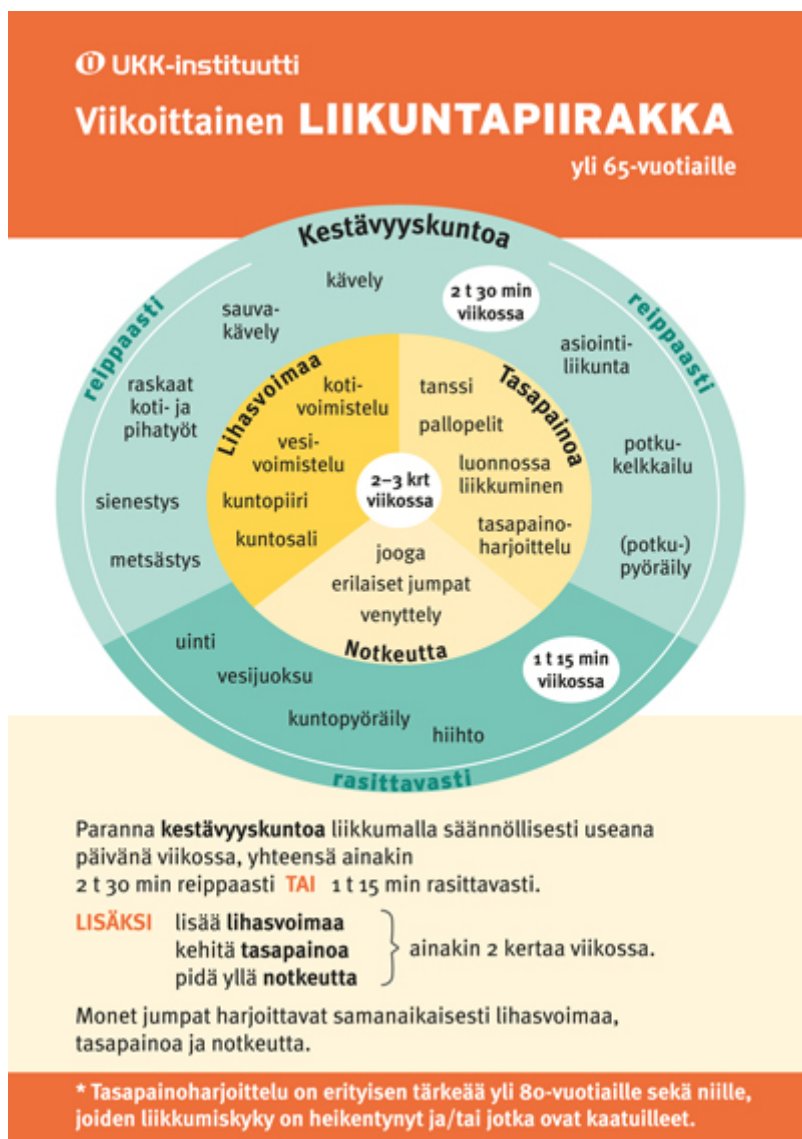 UKK-instituutti
Viikoittainen LIIKUNTAPIIRAKKA
yli 65-vuotiaille
Kestävyyskuntoa
reippaasti
reippaasti
kävely
2 t 30 min
viikossa
sauva-
kävely
asiointi-
liikunta
raskaat
koti- ja
pihatyöt
potku-
kelkkailu
sienestys
metsästys
(potku-)
pyöräily
Lihasvoimaa
koti-
voimistelu
vesi-
voimistelu
kuntopiiri
kuntosali
Tasapainoa
tanssi
pallopelit
luonnossa
liikkuminen
tasapaino-
harjoittelu
2–3 krt
viikossa
jooga
erilaiset jumpat
venyttely
Notkeutta
uinti
vesijuoksu
kuntopyöräily
hiihto
1 t 15 min
viikossa
rasittavasti
Paranna kestävyyskuntoa liikkumalla säännöllisesti useana
päivänä viikossa, yhteensä ainakin
2 t 30 min reippaasti TAI 1 t 15 min rasittavasti.
LISÄKSI lisää lihasvoimaa
kehitä tasapainoa
pidä yllä notkeutta
ainakin 2 kertaa viikossa.
Monet jumpat harjoittavat samanaikaisesti lihasvoimaa,
tasapainoa ja notkeutta.
* Tasapainoharjoittelu on erityisen tärkeää yli 80-vuotiaille sekä niille,
joiden liikkumiskyky on heikentynyt ja/tai jotka ovat kaatuilleet.